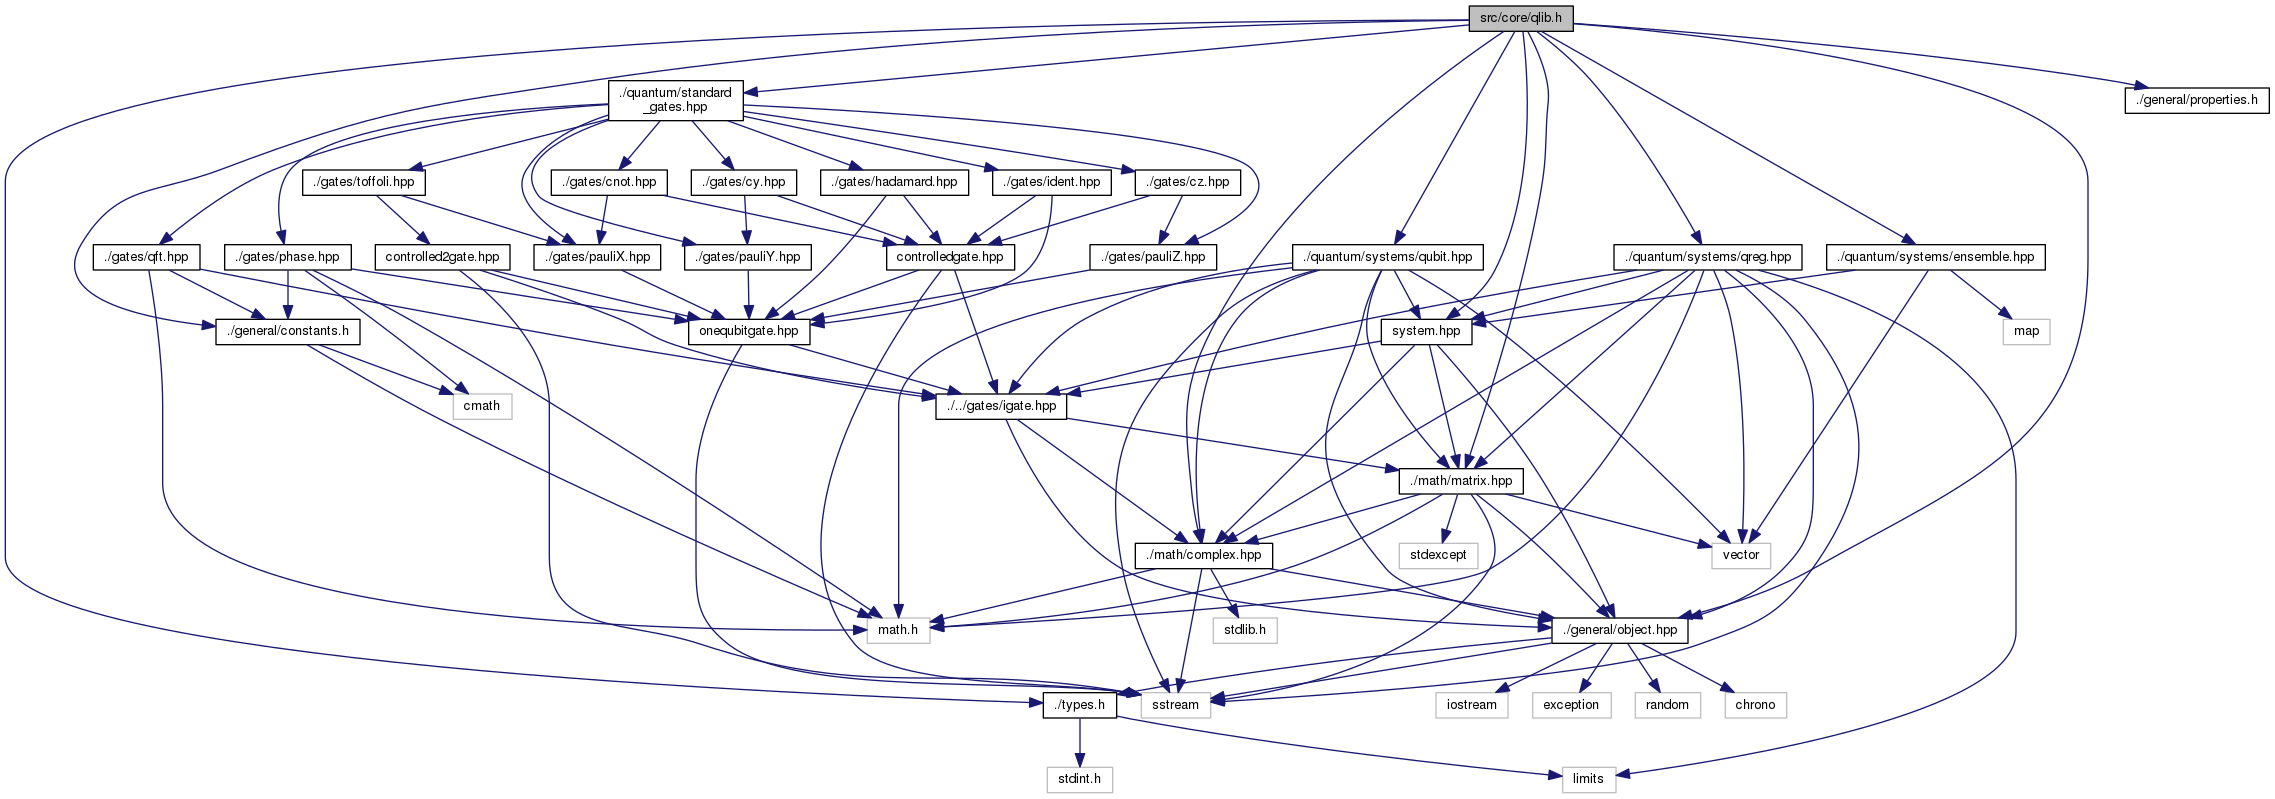 src/core/qlib.h
./quantum/standard
_gates.hpp
./general/properties.h
./gates/toffoli.hpp
./gates/cnot.hpp
./gates/cy.hpp
./gates/hadamard.hpp
./gates/ident.hpp
./gates/cz.hpp
./gates/qft.hpp
./gates/phase.hpp
controlled2gate.hpp
./gates/pauliX.hpp
./gates/pauliY.hpp
controlledgate.hpp
./gates/pauliZ.hpp
./quantum/systems/qubit.hpp
./quantum/systems/qreg.hpp
./quantum/systems/ensemble.hpp
./general/constants.h
onequbitgate.hpp
system.hpp
map
cmath
./../gates/igate.hpp
./math/matrix.hpp
./math/complex.hpp
stdexcept
vector
math.h
stdlib.h
./general/object.hpp
./types.h
sstream
iostream
exception
random
chrono
stdint.h
limits